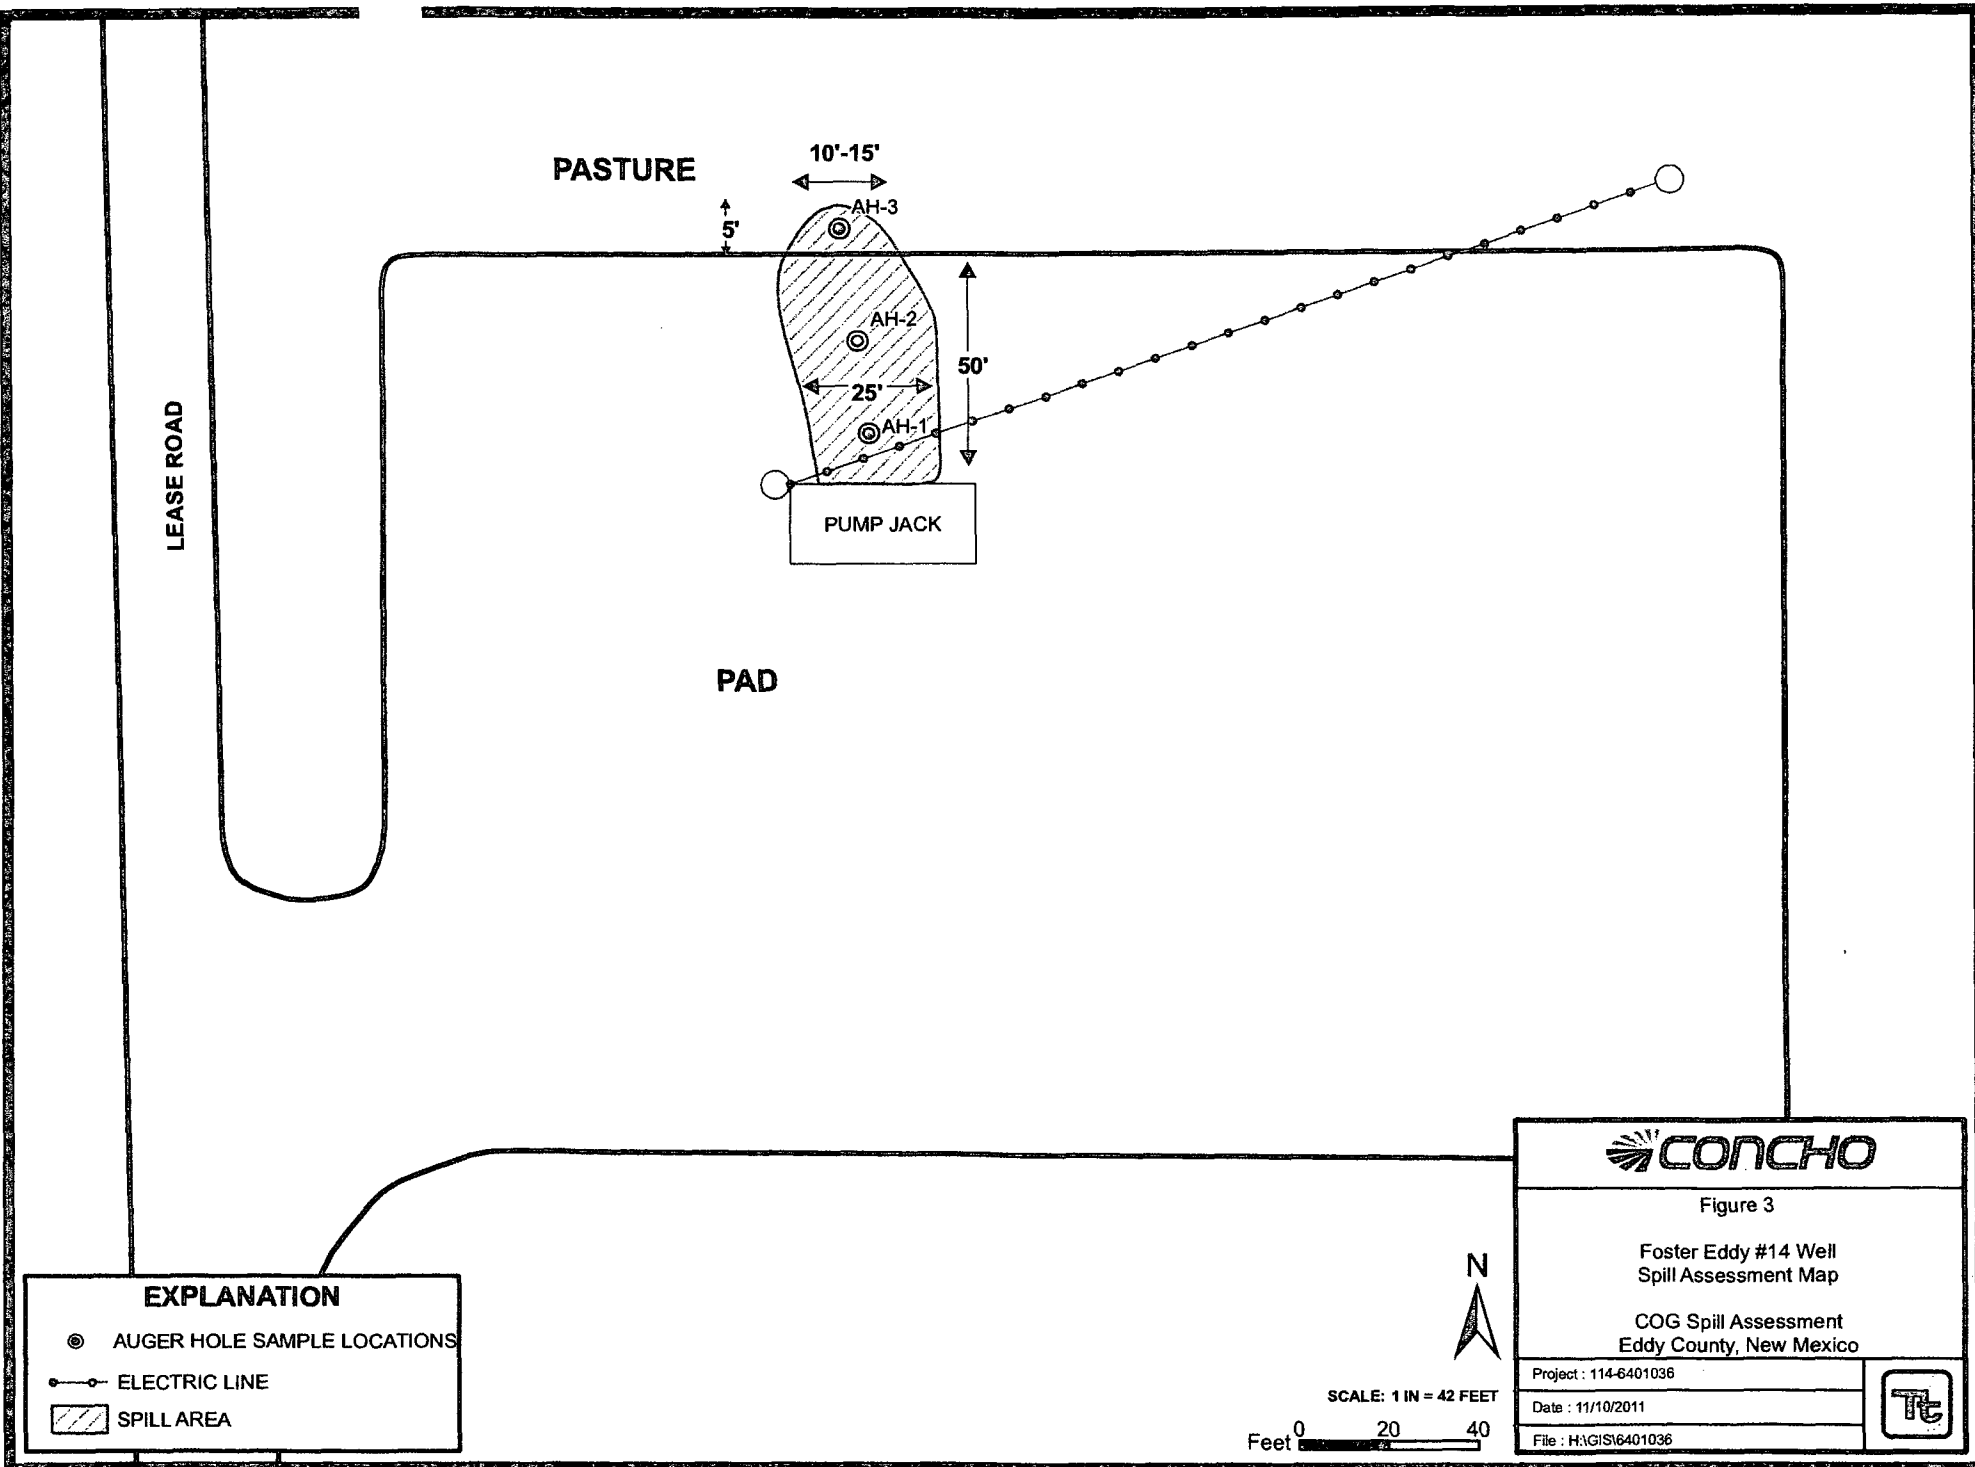 PASTURE
10'-15'
5'
AH-3
AH-2
50'
25'
AH-1
LEASE ROAD
PUMP JACK
PAD
EXPLANATION
AUGER HOLE SAMPLE LOCATIONS
ELECTRIC LINE
SPILL AREA
N
SCALE: 1 IN = 42 FEET
Feet 0 20 40
CONCHO
Figure 3
Foster Eddy #14 Well
Spill Assessment Map
COG Spill Assessment
Eddy County, New Mexico
Project : 114-6401036
Date : 11/10/2011
File : H:\GIS\6401036
Tt